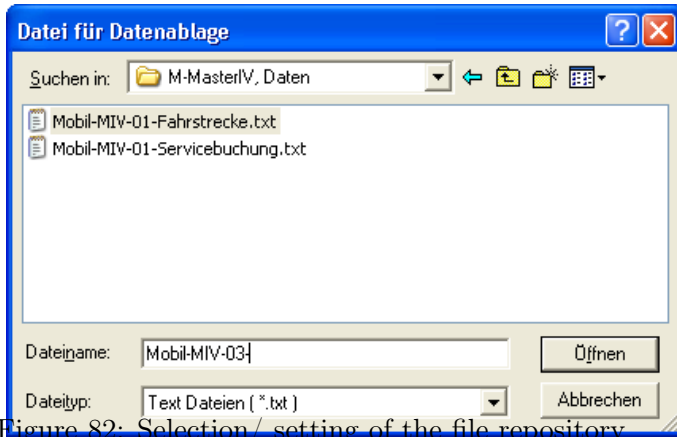 Datei für Datenablage
Suchen in: M-MasterIV, Daten
Mobil-MIV-01-Fahrstrecke.txt
Mobil-MIV-01-Servicebuchung.txt
Dateiname: Mobil-MIV-03- Öffnen
Dateityp: Text Dateien ( *.txt ) Abbrechen
Figure 82: Selection/ setting of the file repository